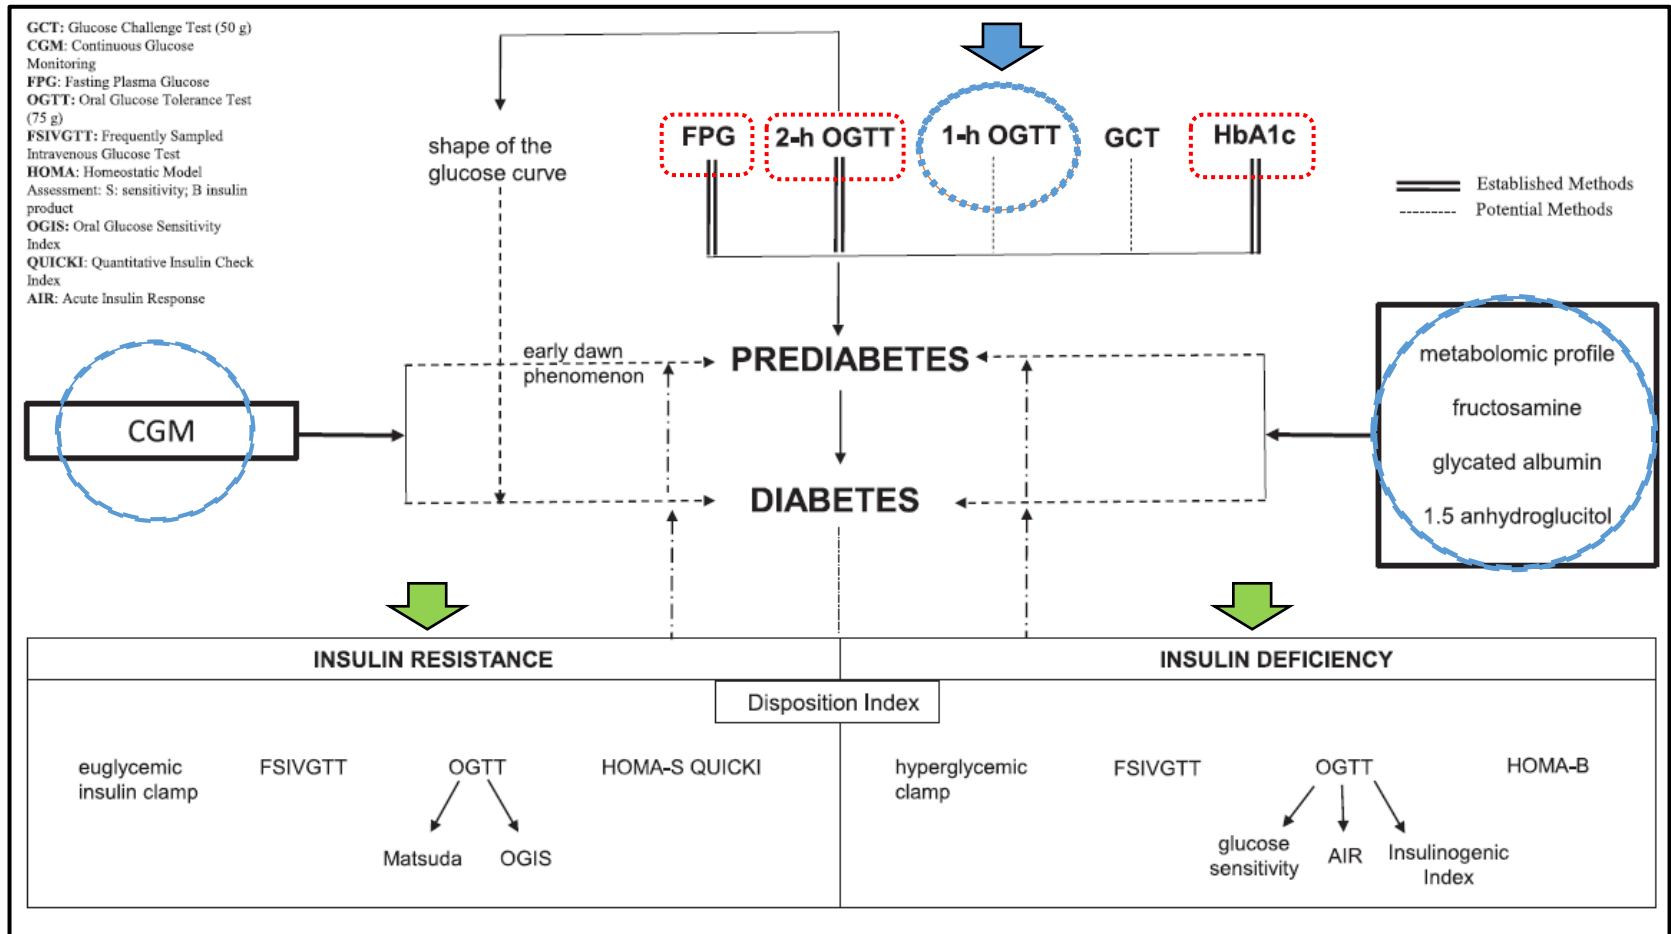 GCT: Glucose Challenge Test (50 g)
CGM: Continuous Glucose
Monitoring
FPG: Fasting Plasma Glucose
OGTT: Oral Glucose Tolerance Test
(75 g)
FSIVGTT: Frequently Sampled
Intravenous Glucose Test
HOMA: Homeostatic Model
Assessment: S: sensitivity; B insulin
product
OGIS: Oral Glucose Sensitivity
Index
QUICKI: Quantitative Insulin Check
Index
AIR: Acute Insulin Response
shape of the
glucose curve
FPG
2-h OGTT
1-h OGTT
GCT
HbA1c
Established Methods
Potential Methods
early dawn
phenomenon
PREDIABETES
CGM
DIABETES
metabolomic profile
fructosamine
glycated albumin
1.5 anhydroglucitol
INSULIN RESISTANCE
INSULIN DEFICIENCY
Disposition Index
euglycemic
insulin clamp
FSIVGTT
OGTT
HOMA-S QUICKI
Matsuda
OGIS
hyperglycemic
clamp
FSIVGTT
OGTT
HOMA-B
glucose
sensitivity
AIR
Insulinogenic
Index